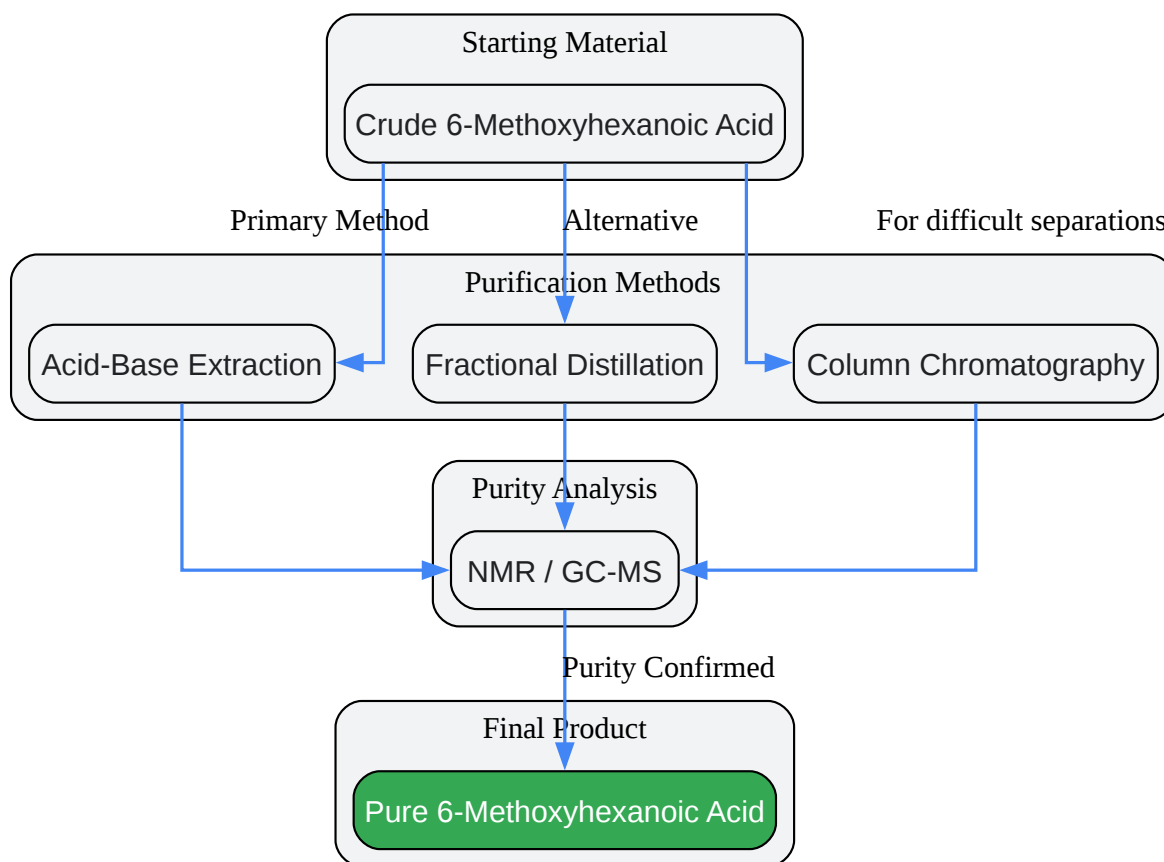 Starting Material
Crude 6-Methoxyhexanoic Acid
Primary Method
Alternative
For difficult separations
Purification Methods
Acid-Base Extraction
Fractional Distillation
Column Chromatography
Purity Analysis
NMR / GC-MS
Purity Confirmed
Final Product
Pure 6-Methoxyhexanoic Acid